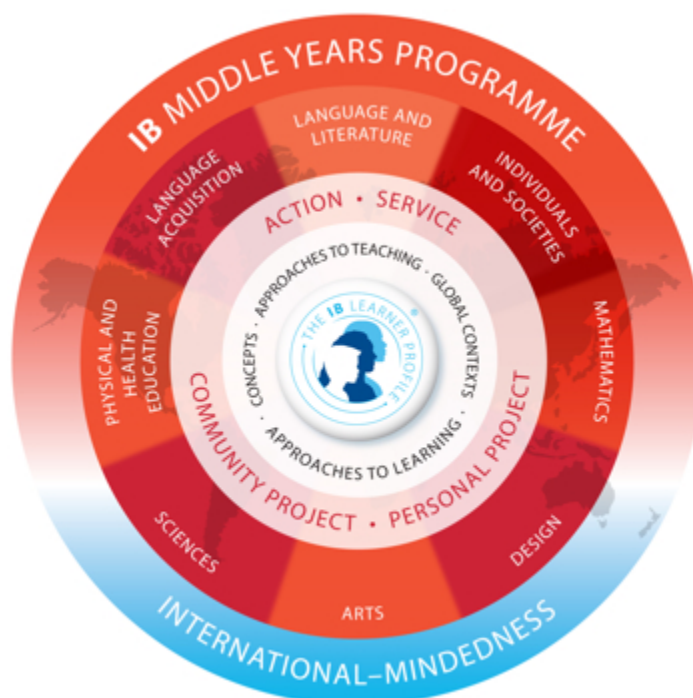 IB MIDDLE YEARS PROGRAMME
LANGUAGE AND
LITERATURE
INDIVIDUALS
AND SOCIETIES
MATHEMATICS
DESIGN
ARTS
SCIENCES
PHYSICAL AND
HEALTH
EDUCATION
LANGUAGE
ACQUISITION
ACTION • SERVICE
COMMUNITY PROJECT • PERSONAL PROJECT
CONCEPTS · APPROACHES TO TEACHING · GLOBAL CONTEXTS ·
· APPROACHES TO LEARNING ·
THE IB LEARNER PROFILE ®
INTERNATIONAL–MINDEDNESS